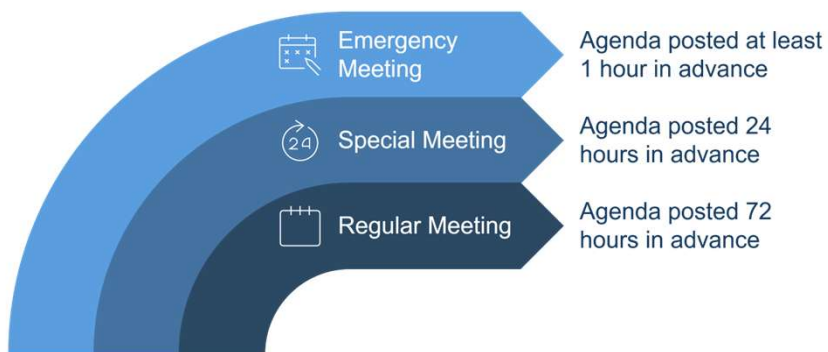 Emergency
Meeting
Agenda posted at least
1 hour in advance
24
Special Meeting
Agenda posted 24
hours in advance
Regular Meeting
Agenda posted 72
hours in advance